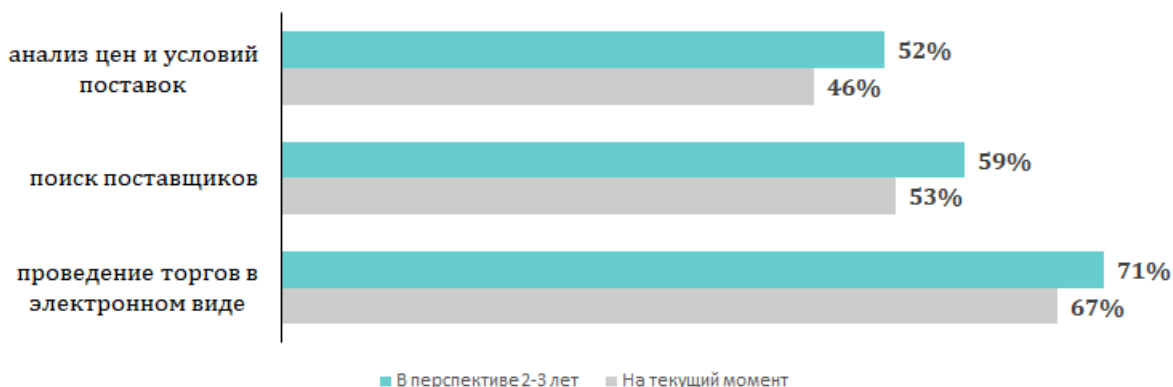 анализ цен и условий
поставок
52%
46%
поиск поставщиков
59%
53%
проведение торгов в
электронном виде
71%
67%
В перспективе 2-3 лет
На текущий момент